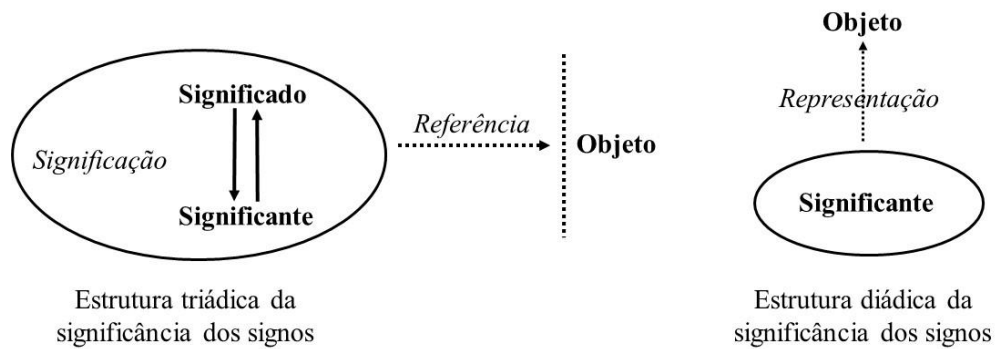 Significado
Significação
Significante
Referência
Objeto
Estrutura triádica da
significância dos signos
Objeto
Representação
Significante
Estrutura diádica da
significância dos signos